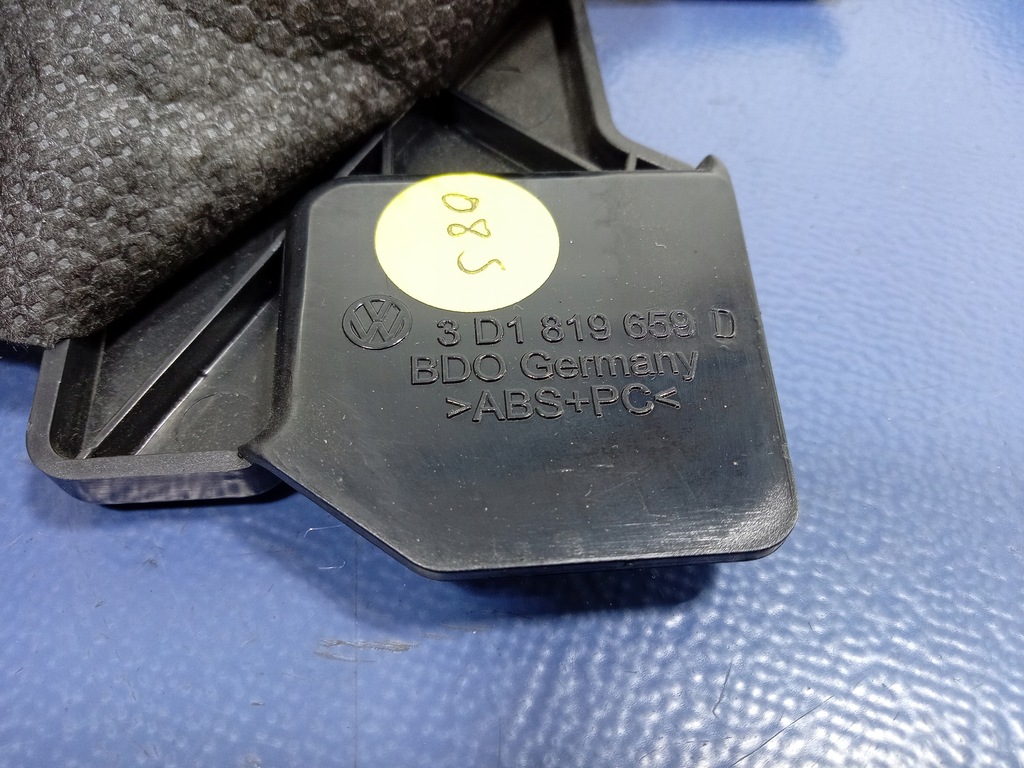 085
3 D1 819 659 D
BDO Germany
>ABS+PC<